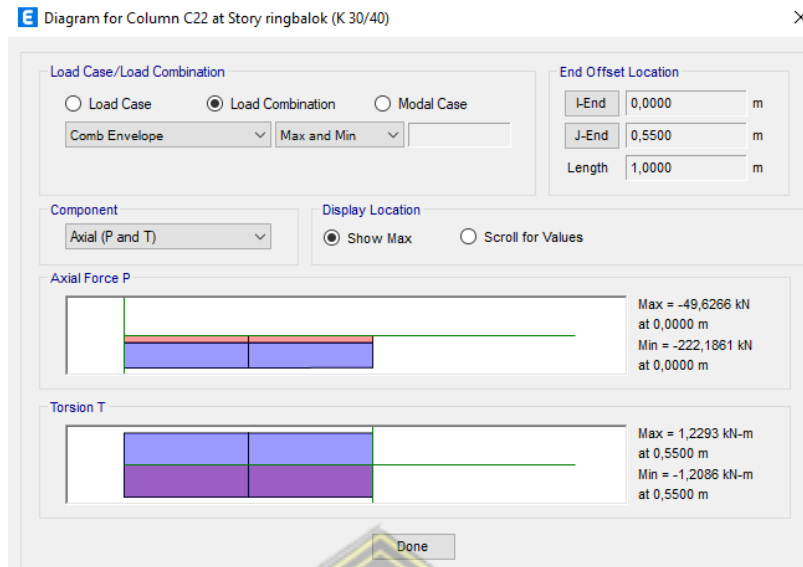 E Diagram for Column C22 at Story ringbalok (K 30/40)
Load Case/Load Combination
Load Case Load Combination Modal Case
Comb Envelope Max and Min
End Offset Location
I-End 0,0000 m
J-End 0,5500 m
Length 1,0000 m
Component
Axial (P and T)
Display Location
Show Max Scroll for Values
Axial Force P
Max = -49,6266 kN
at 0,0000 m
Min = -222,1861 kN
at 0,0000 m
Torsion T
Max = 1,2293 kN-m
at 0,5500 m
Min = -1,2086 kN-m
at 0,5500 m
Done